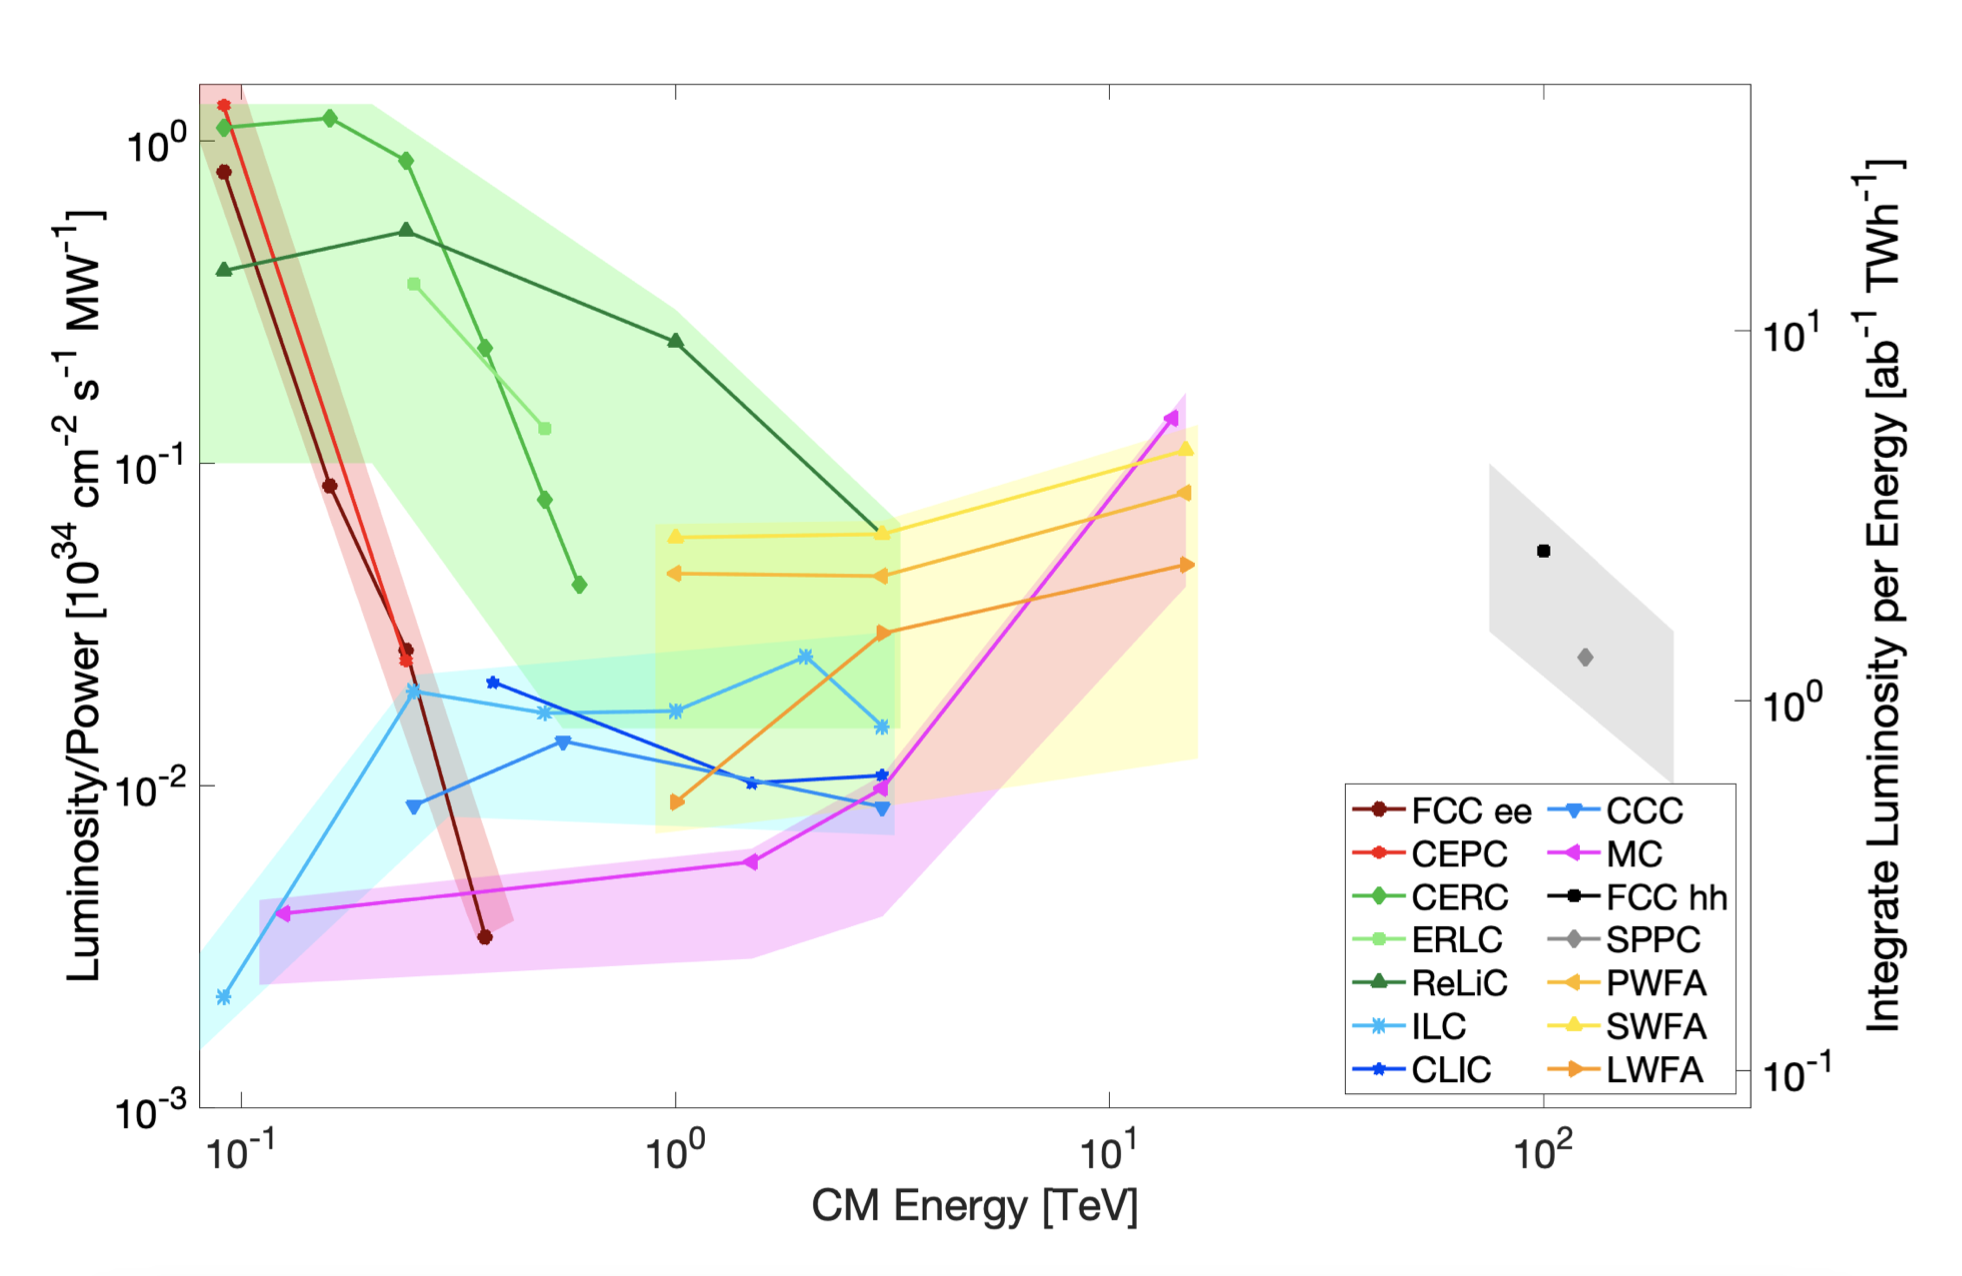 10^0
10^-1
10^-2
10^-3
Luminosity/Power [10^34 cm^-2 s^-1 MW^-1]
10^-1
10^0
10^1
10^2
CM Energy [TeV]
10^1
10^0
10^-1
Integrate Luminosity per Energy [ab^-1 TWh^-1]
FCC ee
CEPC
CERC
ERLC
ReLiC
ILC
CLIC
CCC
MC
FCC hh
SPPC
PWFA
SWFA
LWFA